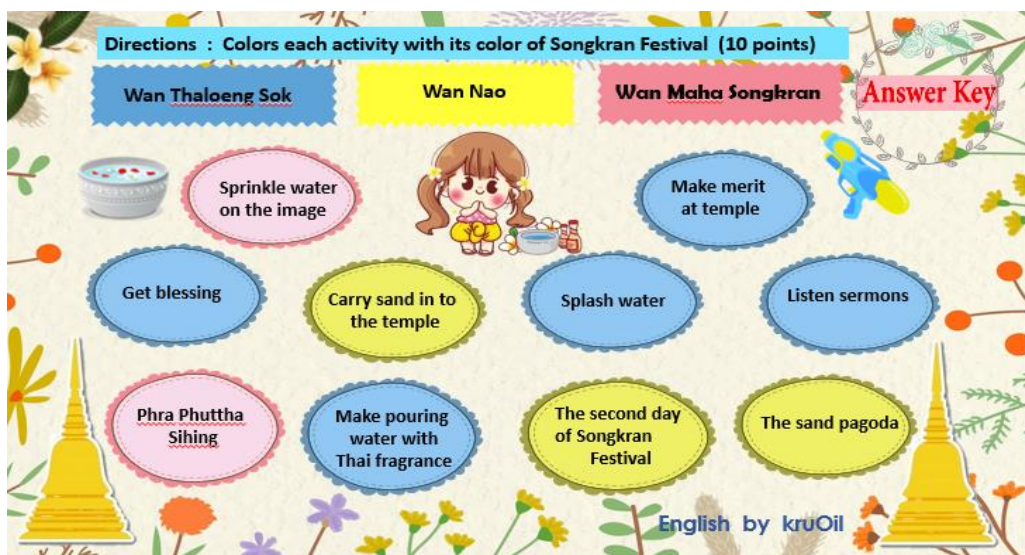 Directions : Colors each activity with its color of Songkran Festival (10 points)
Wan Thaloeng Sok
Wan Nao
Wan Maha Songkran
Answer Key
Sprinkle water
on the image
Make merit
at temple
Get blessing
Carry sand in to
the temple
Splash water
Listen sermons
Phra Phuttha
Sihing
Make pouring
water with
Thai fragrance
The second day
of Songkran
Festival
The sand pagoda
English by kruOil